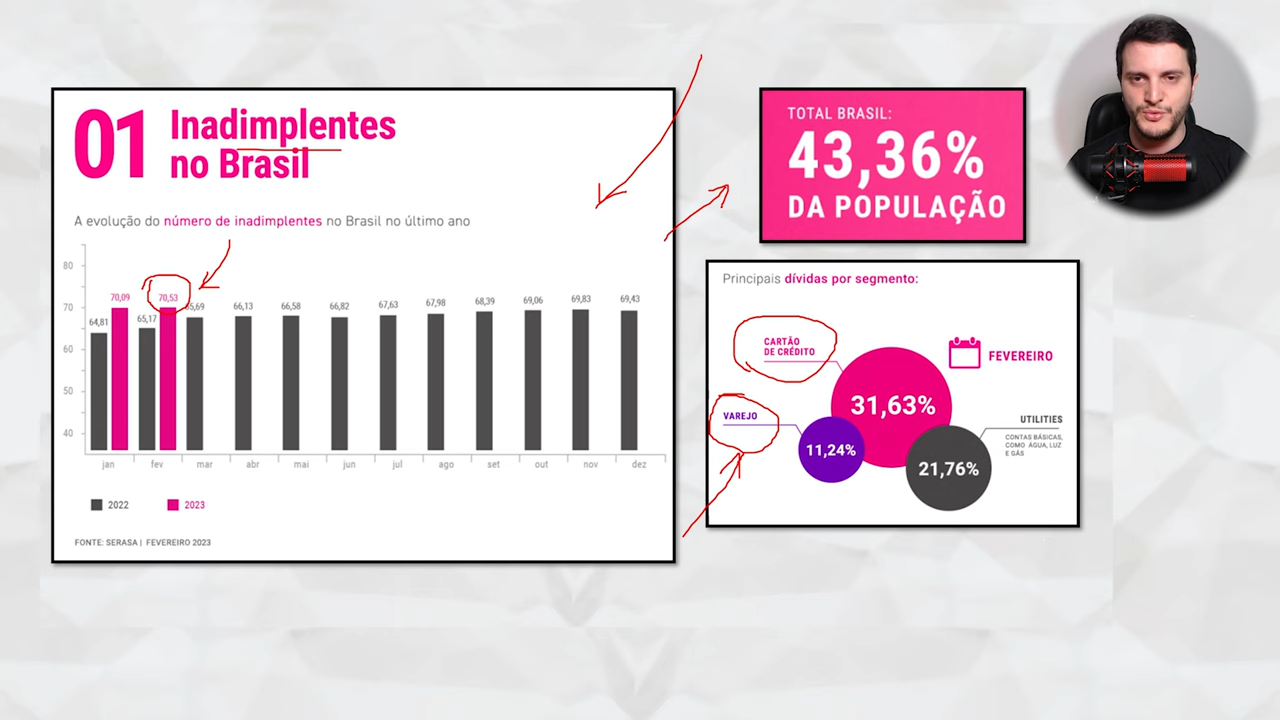 01
Inadimplentes
no Brasil
A evolução do número de inadimplentes no Brasil no último ano
80
70
60
50
40
64,81
70,09
65,17
70,53
65,69
66,13
66,58
66,82
67,63
67,98
68,39
69,06
69,83
69,43
jan
fev
mar
abr
mai
jun
jul
ago
set
out
nov
dez
2022
2023
FONTE: SERASA | FEVEREIRO 2023
TOTAL BRASIL:
43,36%
DA POPULAÇÃO
Principais dívidas por segmento:
CARTÃO
DE CRÉDITO
FEVEREIRO
31,63%
VAREJO
11,24%
UTILITIES
CONTAS BÁSICAS,
COMO ÁGUA, LUZ
E GÁS
21,76%